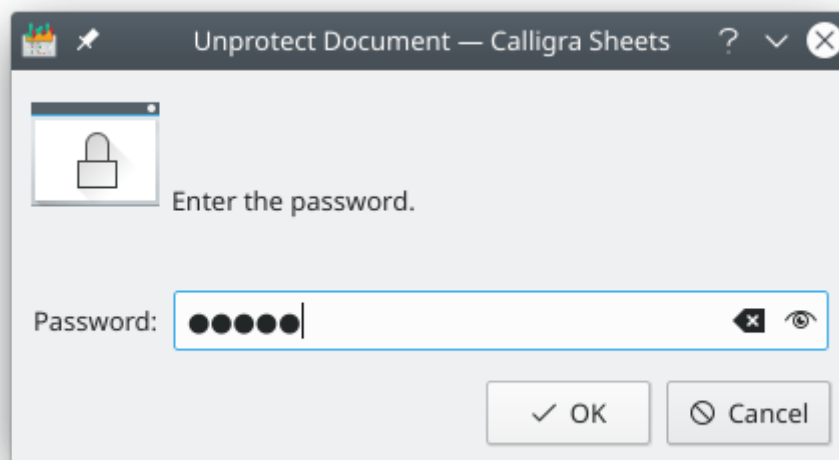 Unprotect Document — Calligra Sheets
Enter the password.
Password: ●●●●●
OK Cancel